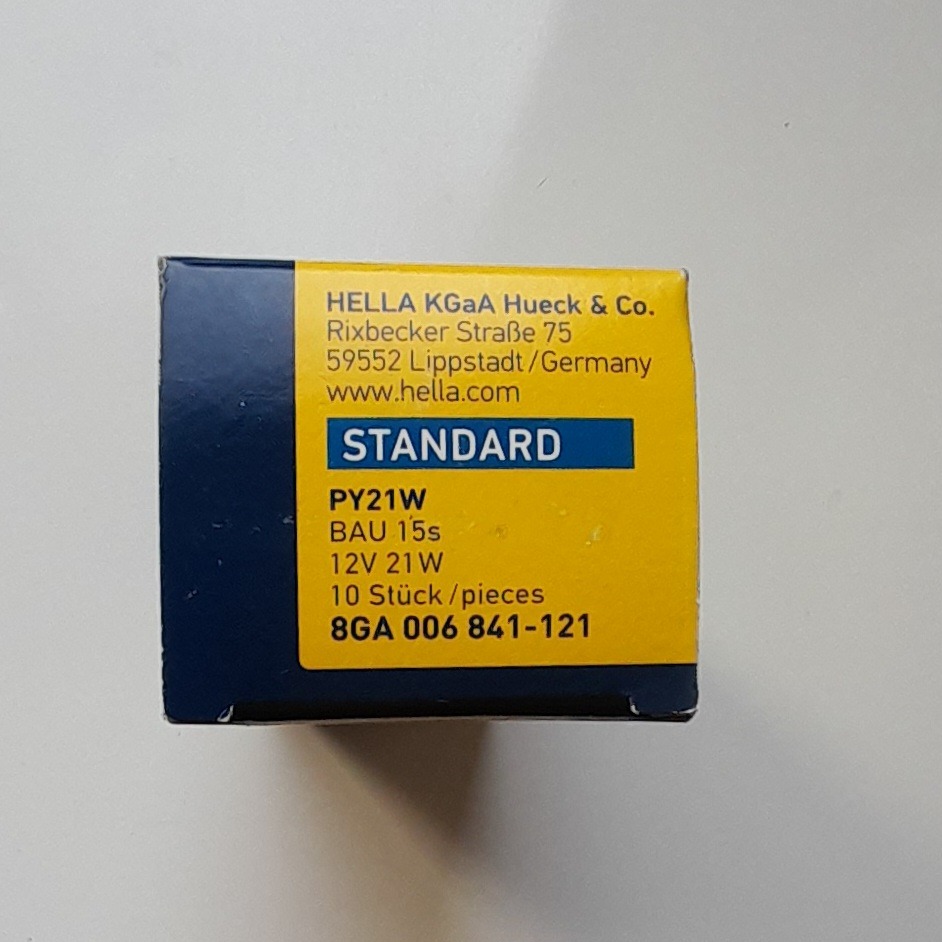 HELLA KGaA Hueck & Co.
Rixbecker Straße 75
59552 Lippstadt/Germany
www.hella.com
STANDARD
PY21W
BAU 15s
12V 21W
10 Stück/pieces
8GA 006 841-121